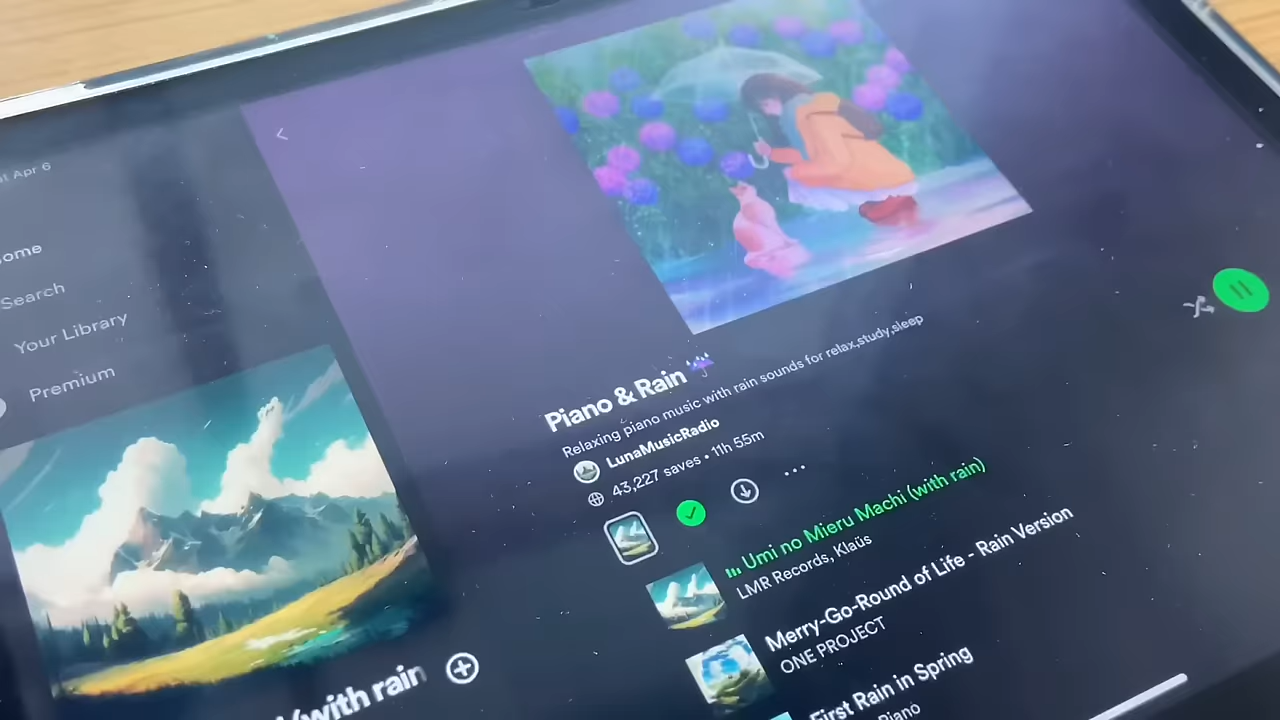 Apr 6
Search
Your Library
Premium
with rain
Piano & Rain ☔
Relaxing piano music with rain sounds for relax,study,sleep
LunaMusicRadio
43,227 saves • 11h 55m
Umi no Mieru Machi (with rain)
LMR Records, Klaüs
Merry-Go-Round of Life - Rain Version
ONE PROJECT
First Rain in Spring
Piano